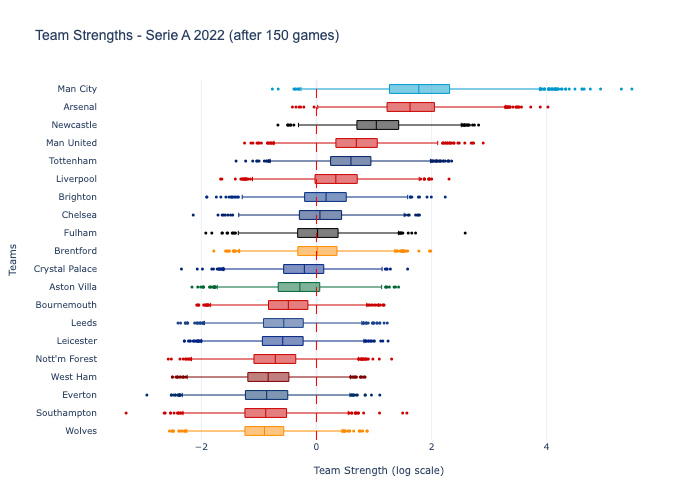 Team Strengths - Serie A 2022 (after 150 games)
Man City
Arsenal
Newcastle
Man United
Tottenham
Liverpool
Brighton
Chelsea
Fulham
Brentford
Crystal Palace
Aston Villa
Bournemouth
Leeds
Leicester
Nott'm Forest
West Ham
Everton
Southampton
Wolves
Teams
−2 0 2 4
Team Strength (log scale)